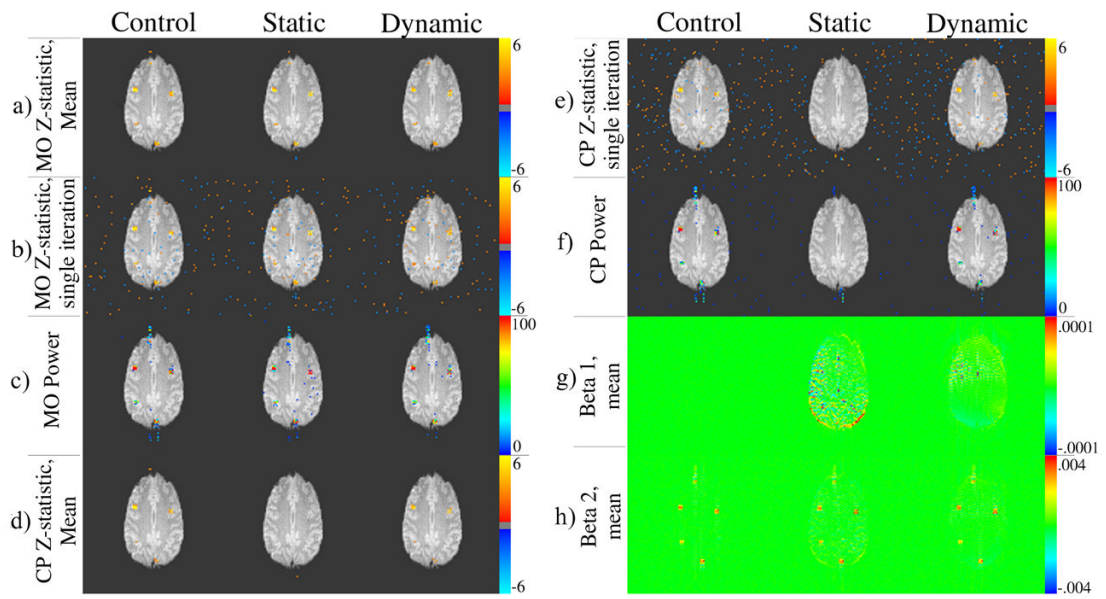 Control Static Dynamic
a) MO Z-statistic,
Mean
6
-6
b) MO Z-statistic,
single iteration
6
-6
c) MO Power
100
0
d) CP Z-statistic,
Mean
6
-6
Control Static Dynamic
e) CP Z-statistic,
single iteration
6
-6
f) CP Power
100
0
g) Beta 1,
mean
.0001
-.0001
h) Beta 2,
mean
.004
-.004